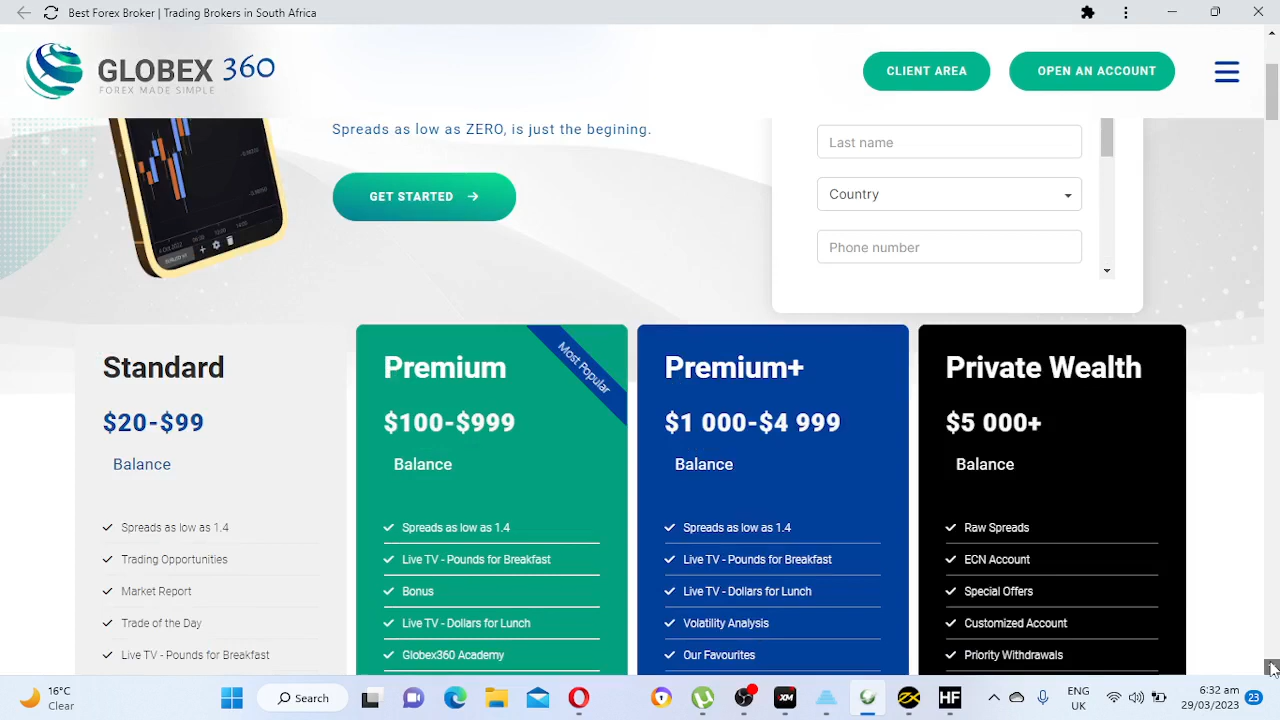 Best Forex Broker | Trading Brokers in South Africa
GLOBEX 360
FOREX MADE SIMPLE
CLIENT AREA
OPEN AN ACCOUNT
Spreads as low as ZERO, is just the begining.
GET STARTED
Last name
Country
Phone number
Standard
$20-$99
Balance
Spreads as low as 1.4
Trading Opportunities
Market Report
Trade of the Day
Live TV - Pounds for Breakfast
Most Popular
Premium
$100-$999
Balance
Spreads as low as 1.4
Live TV - Pounds for Breakfast
Bonus
Live TV - Dollars for Lunch
Globex360 Academy
Premium+
$1 000-$4 999
Balance
Spreads as low as 1.4
Live TV - Pounds for Breakfast
Live TV - Dollars for Lunch
Volatility Analysis
Our Favourites
Private Wealth
$5 000+
Balance
Raw Spreads
ECN Account
Special Offers
Customized Account
Priority Withdrawals
16°C
Clear
Search
XM
HF
ENG
UK
6:32 am
29/03/2023
23